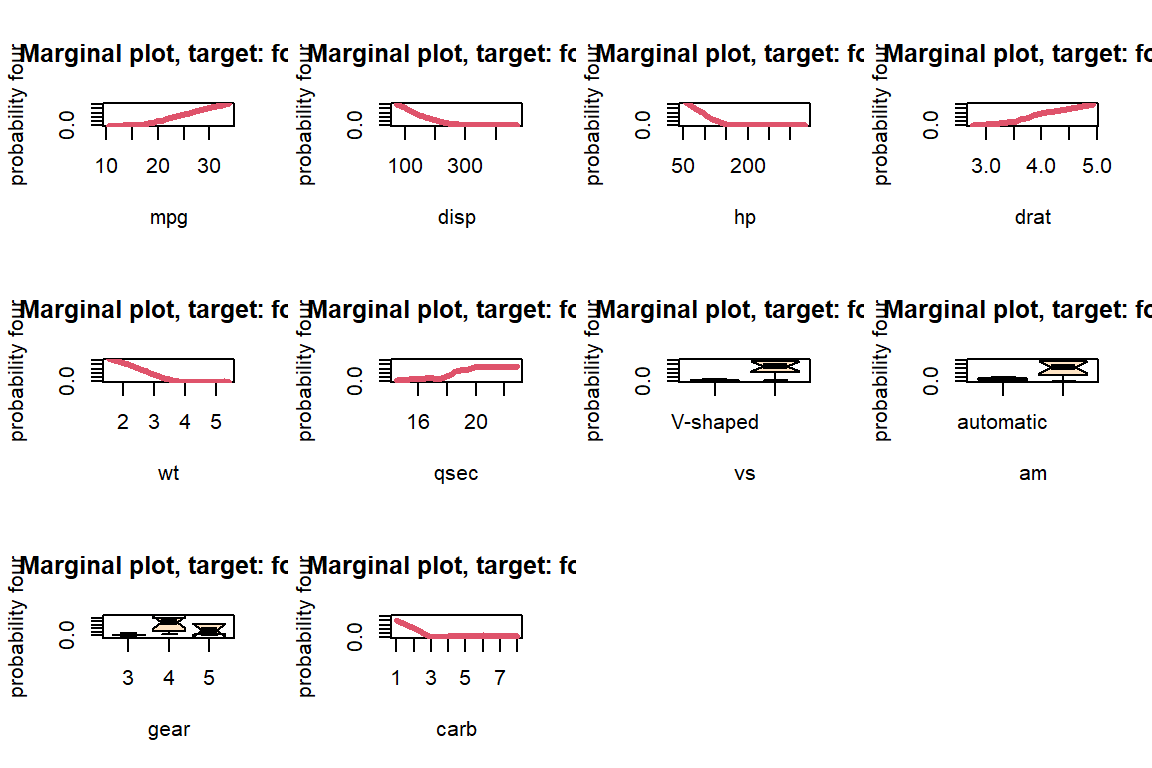 Marginal plot, target: fo
probability four
0.0
10 20 30
mpg
Marginal plot, target: fo
probability four
0.0
100 300
disp
Marginal plot, target: fo
probability four
0.0
50 200
hp
Marginal plot, target: fo
probability four
0.0
3.0 4.0 5.0
drat
Marginal plot, target: fo
probability four
0.0
2 3 4 5
wt
Marginal plot, target: fo
probability four
0.0
16 20
qsec
Marginal plot, target: fo
probability four
0.0
V-shaped
vs
Marginal plot, target: fo
probability four
0.0
automatic
am
Marginal plot, target: fo
probability four
0.0
3 4 5
gear
Marginal plot, target: fo
probability four
0.0
1 3 5 7
carb